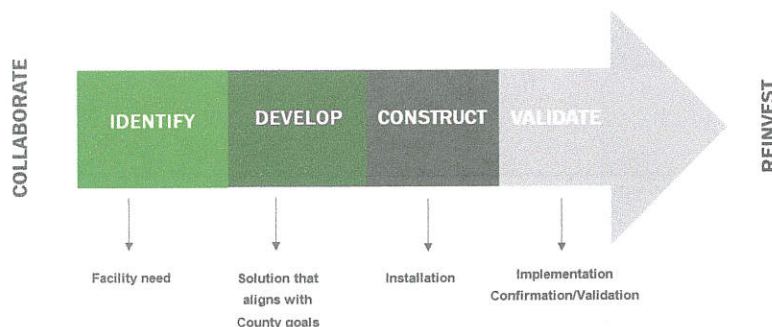 COLLABORATE
IDENTIFY
DEVELOP
CONSTRUCT
VALIDATE
REINVEST
Facility need
Solution that
aligns with
County goals
Installation
Implementation
Confirmation/Validation